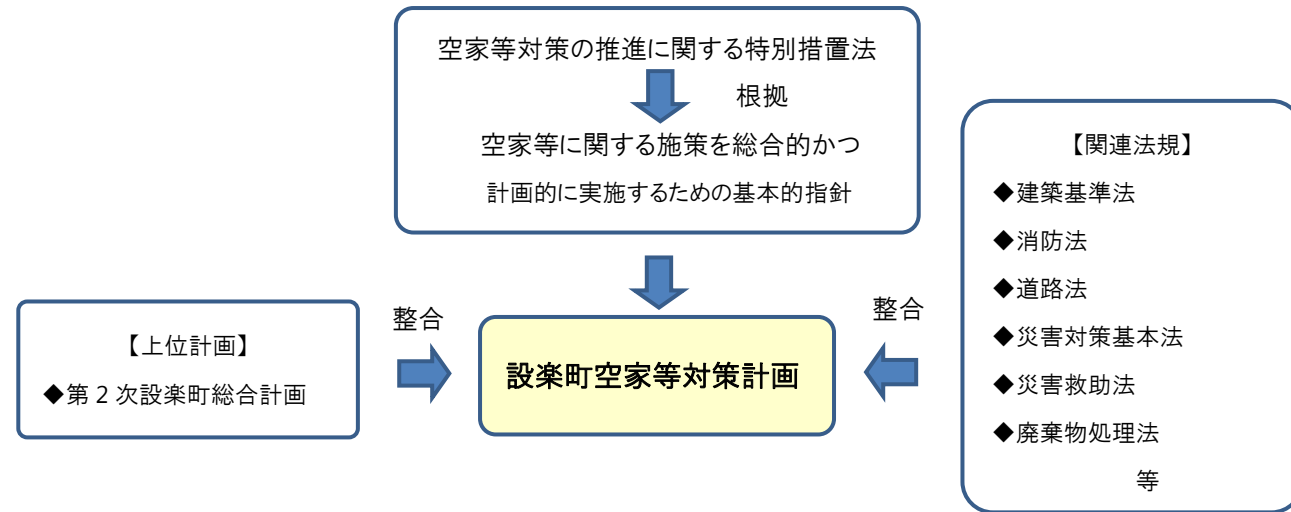 空家等対策の推進に関する特別措置法
根拠
空家等に関する施策を総合的かつ
計画的に実施するための基本的指針
【上位計画】
◆第２次設楽町総合計画
整合
設楽町空家等対策計画
整合
【関連法規】
◆建築基準法
◆消防法
◆道路法
◆災害対策基本法
◆災害救助法
◆廃棄物処理法
等